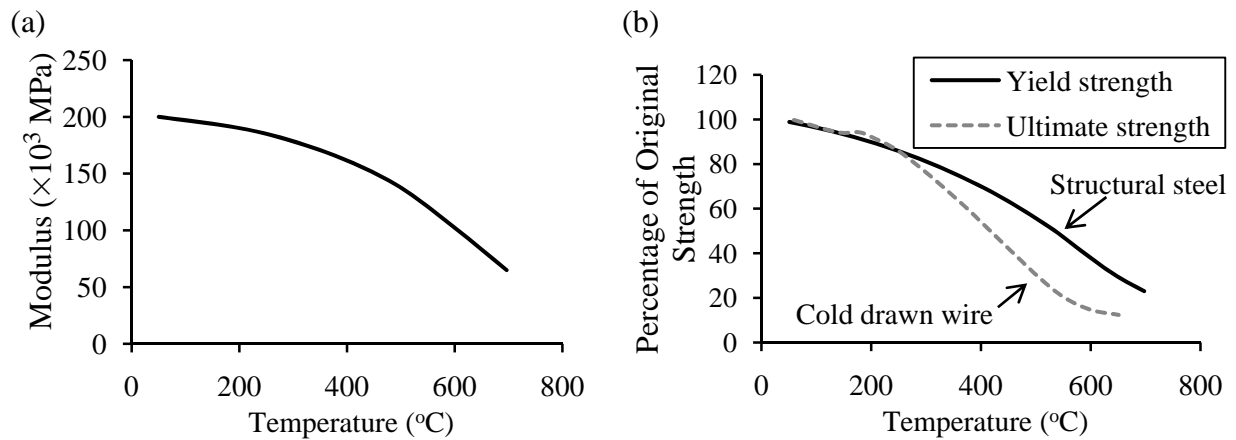 (a)
Modulus (×10³ MPa)
250
200
150
100
50
0
0 200 400 600 800
Temperature (ᵒC)
(b)
Percentage of Original
Strength
120
100
80
60
40
20
0
0 200 400 600 800
Temperature (ᵒC)
Yield strength
Ultimate strength
Structural steel
Cold drawn wire